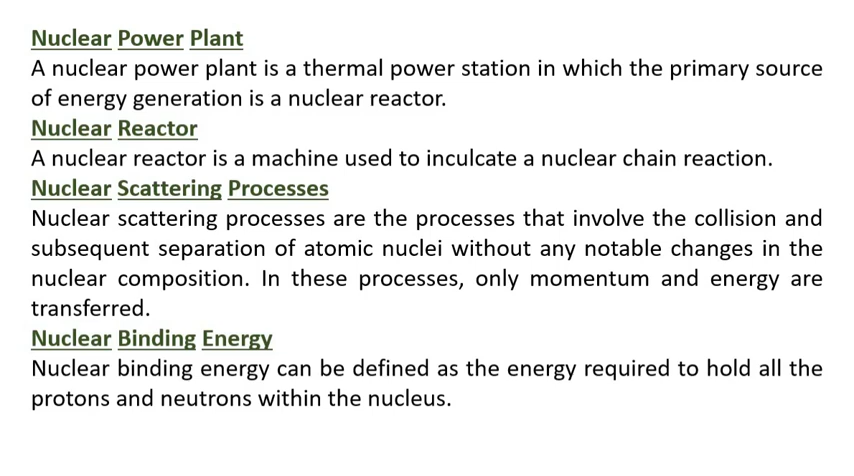 Nuclear Power Plant
A nuclear power plant is a thermal power station in which the primary source
of energy generation is a nuclear reactor.
Nuclear Reactor
A nuclear reactor is a machine used to inculcate a nuclear chain reaction.
Nuclear Scattering Processes
Nuclear scattering processes are the processes that involve the collision and
subsequent separation of atomic nuclei without any notable changes in the
nuclear composition. In these processes, only momentum and energy are
transferred.
Nuclear Binding Energy
Nuclear binding energy can be defined as the energy required to hold all the
protons and neutrons within the nucleus.